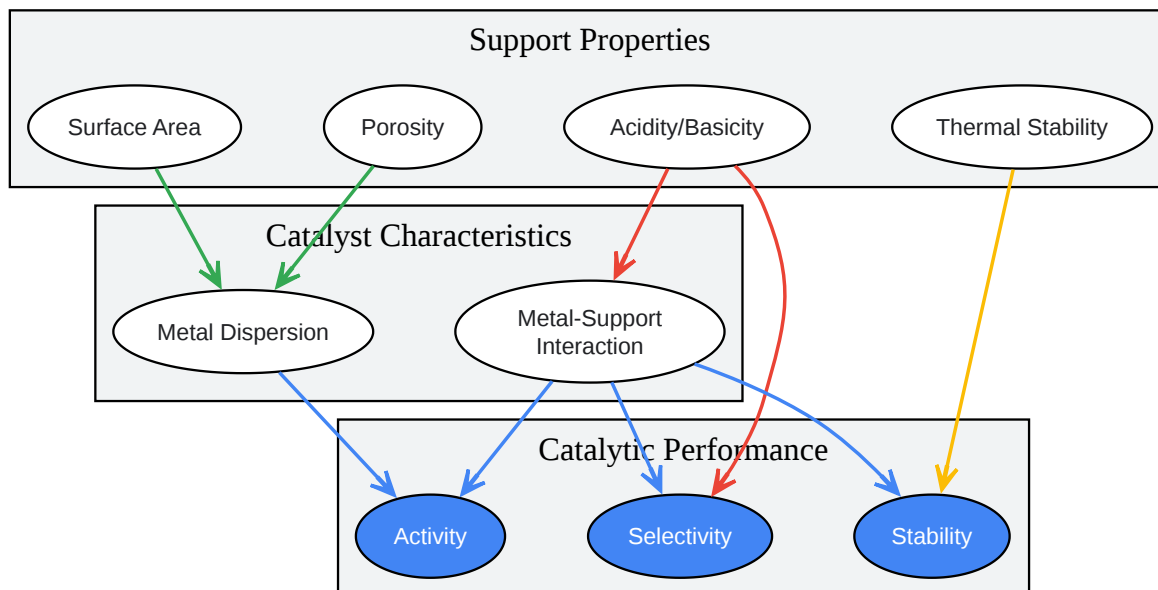 Support Properties
Surface Area
Porosity
Acidity/Basicity
Thermal Stability
Catalyst Characteristics
Metal Dispersion
Metal-Support
Interaction
Catalytic Performance
Activity
Selectivity
Stability